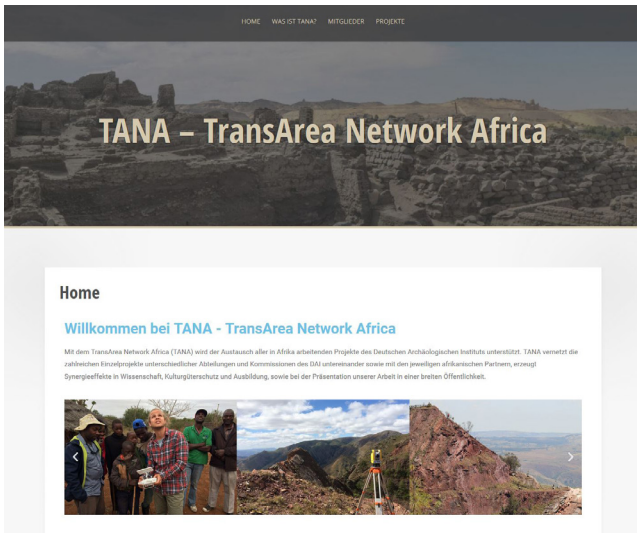 HOME WAS IST TANA? MITGLIEDER PROJEKTE
TANA – TransArea Network Africa
Home
Willkommen bei TANA - TransArea Network Africa
Mit dem TransArea Network Africa (TANA) wird der Austausch aller in Afrika arbeitenden Projekte des Deutschen Archäologischen Instituts unterstützt. TANA vernetzt die
zahlreichen Einzelprojekte unterschiedlicher Abteilungen und Kommissionen des DAI untereinander sowie mit den jeweiligen afrikanischen Partnern, erzeugt
Synergieeffekte in Wissenschaft, Kulturgüterschutz und Ausbildung, sowie bei der Präsentation unserer Arbeit in einer breiten Öffentlichkeit.